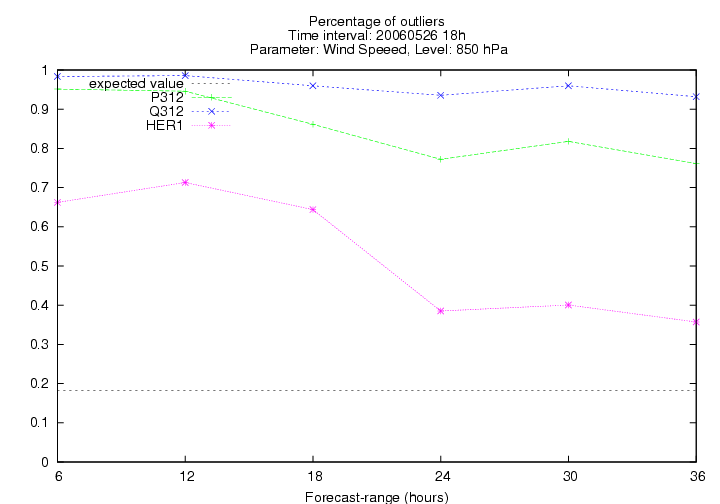 Percentage of outliers
Time interval: 20060526 18h
Parameter: Wind Speeed, Level: 850 hPa
1
0.9
0.8
0.7
0.6
0.5
0.4
0.3
0.2
0.1
0
expected value
P312
Q312
HER1
6 12 18 24 30 36
Forecast-range (hours)